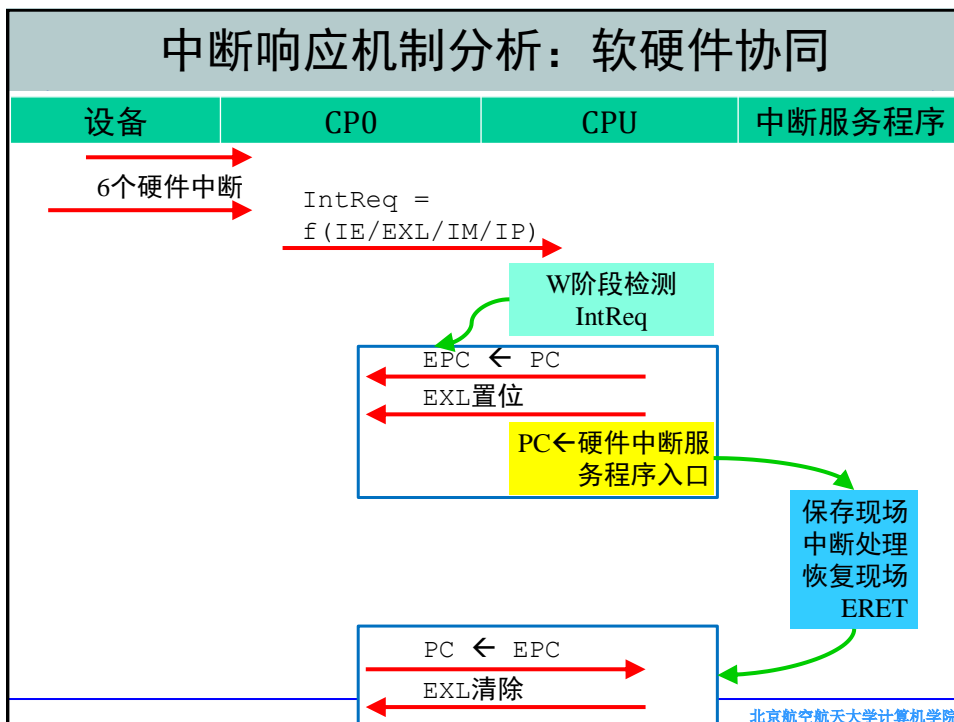 中断响应机制分析：软硬件协同
设备
CP0
CPU
中断服务程序
6个硬件中断
IntReq =
f(IE/EXL/IM/IP)
W阶段检测
IntReq
EPC ← PC
EXL置位
PC←硬件中断服
务程序入口
保存现场
中断处理
恢复现场
ERET
PC ← EPC
EXL清除
北京航空航天大学计算机学院